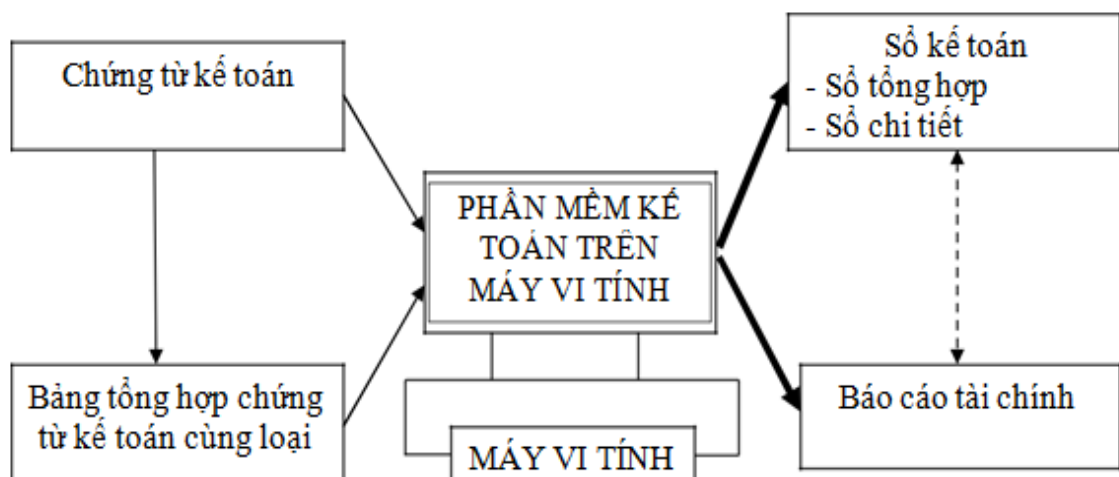 Chứng từ kế toán
Bảng tổng hợp chứng
từ kế toán cùng loại
PHẦN MỀM KẾ
TOÁN TRÊN
MÁY VI TÍNH
MÁY VI TÍNH
Sổ kế toán
- Sổ tổng hợp
- Sổ chi tiết
Báo cáo tài chính